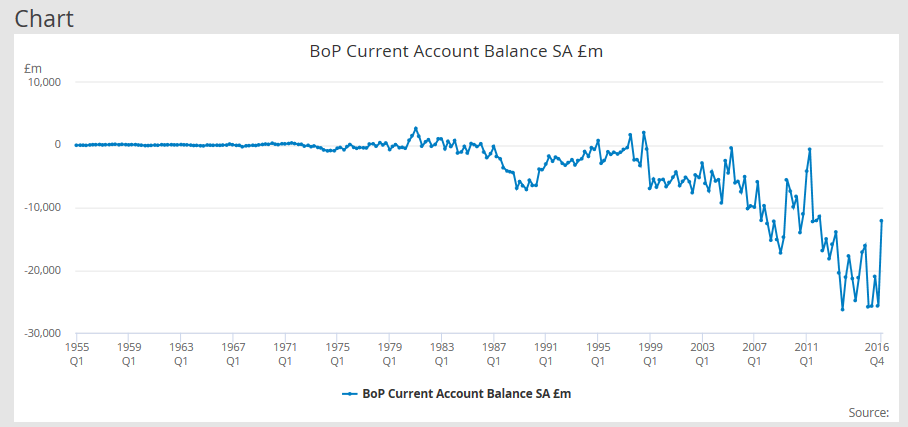 Chart
BoP Current Account Balance SA £m
£m
10,000
0
-10,000
-20,000
-30,000
1955 1959 1963 1967 1971 1975 1979 1983 1987 1991 1995 1999 2003 2007 2011 2016
Q1 Q1 Q1 Q1 Q1 Q1 Q1 Q1 Q1 Q1 Q1 Q1 Q1 Q1 Q1 Q4
BoP Current Account Balance SA £m
Source: